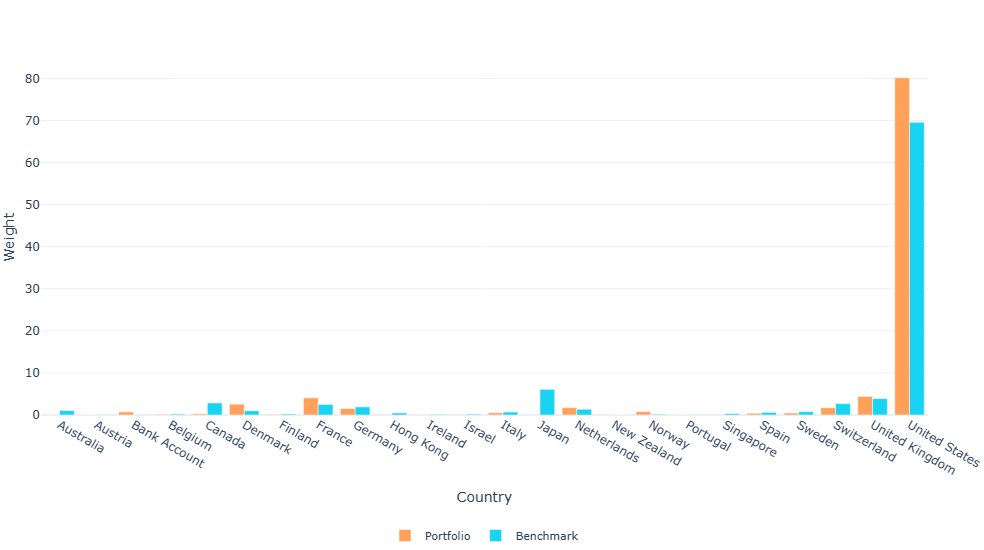 80
70
60
50
40
30
20
10
0
Weight
Australia
Austria
Bank Account
Belgium
Canada
Denmark
Finland
France
Germany
Hong Kong
Ireland
Israel
Italy
Japan
Netherlands
New Zealand
Norway
Portugal
Singapore
Spain
Sweden
Switzerland
United Kingdom
United States
Country
Portfolio
Benchmark